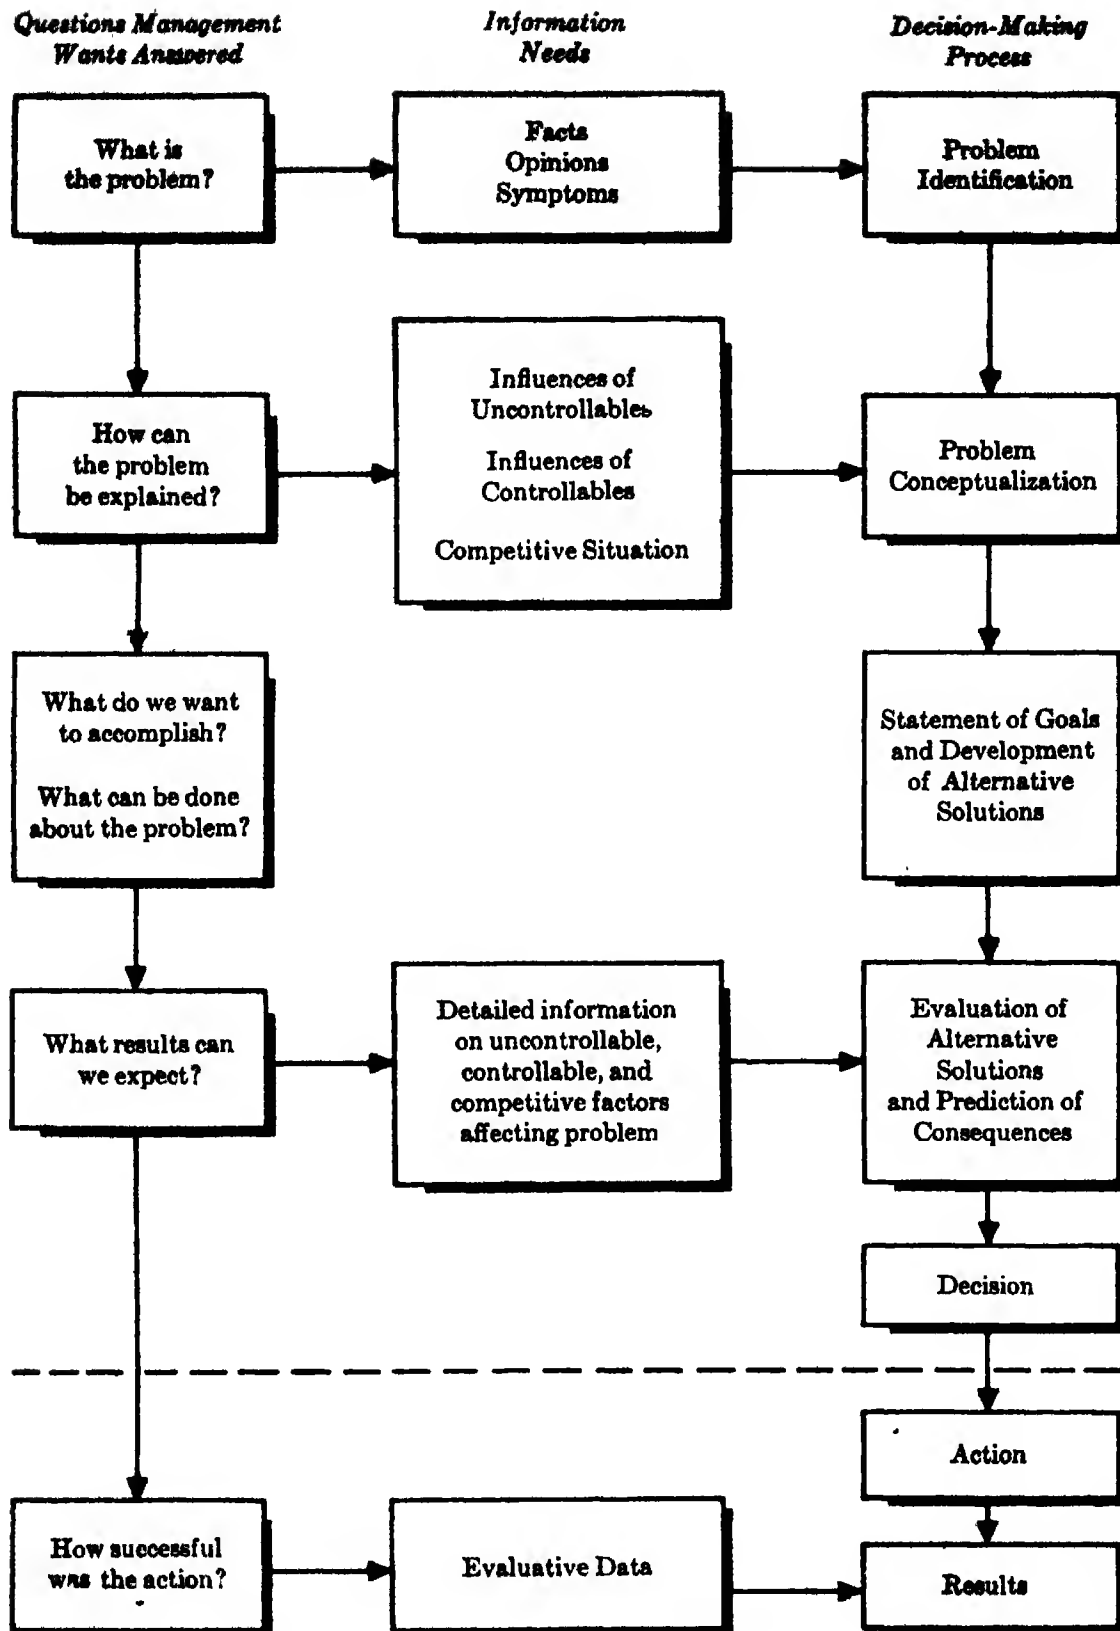 Questions Management
Wants Answered
Information
Needs
Decision-Making
Process
What is
the problem?
Facts
Opinions
Symptoms
Problem
Identification
How can
the problem
be explained?
Influences of
Uncontrollables
Influences of
Controllables
Competitive Situation
Problem
Conceptualization
What do we want
to accomplish?
What can be done
about the problem?
Statement of Goals
and Development
of Alternative
Solutions
What results can
we expect?
Detailed information
on uncontrollable,
controllable, and
competitive factors
affecting problem
Evaluation of
Alternative
Solutions
and Prediction of
Consequences
Decision
Action
How successful
was the action?
Evaluative Data
Results